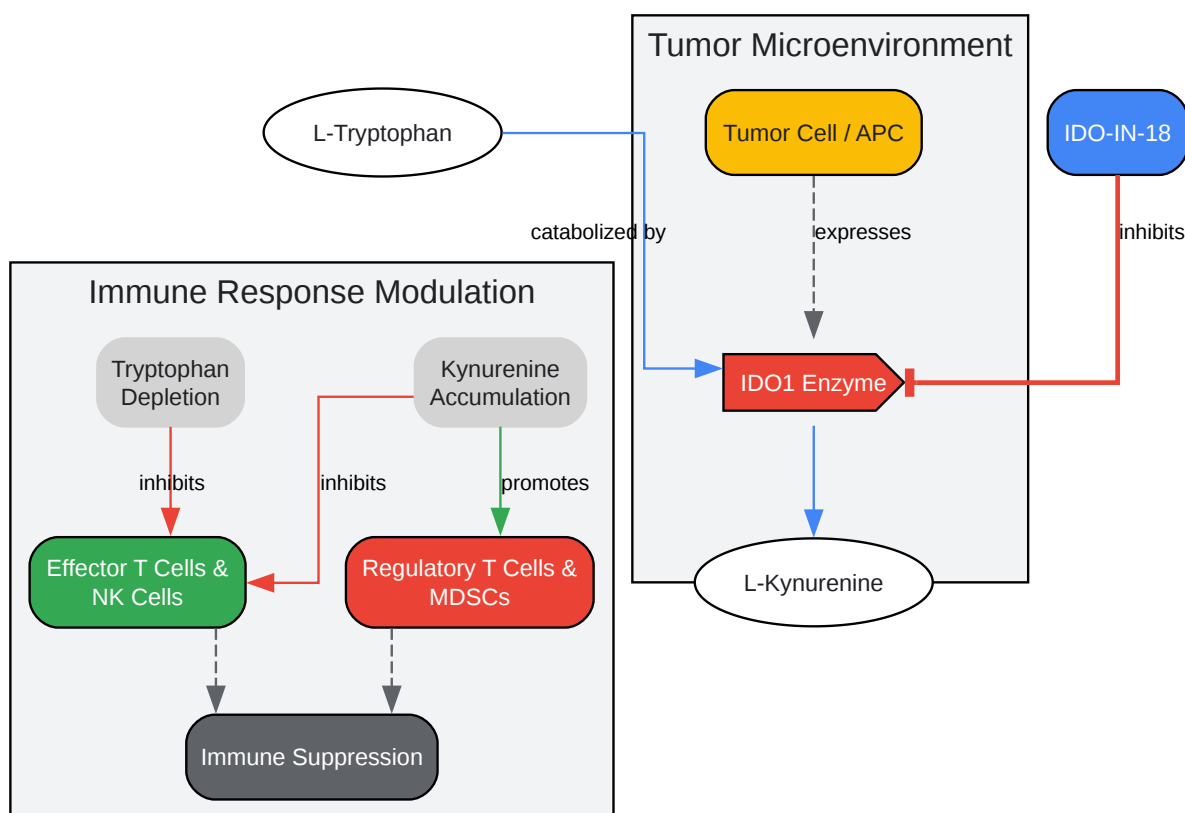 Tumor Microenvironment
L-Tryptophan
Tumor Cell / APC
IDO-IN-18
catabolized by
expresses
inhibits
Immune Response Modulation
Tryptophan
Depletion
Kynurenine
Accumulation
IDO1 Enzyme
inhibits
inhibits
promotes
Effector T Cells &
NK Cells
Regulatory T Cells &
MDSCs
L-Kynurenine
Immune Suppression